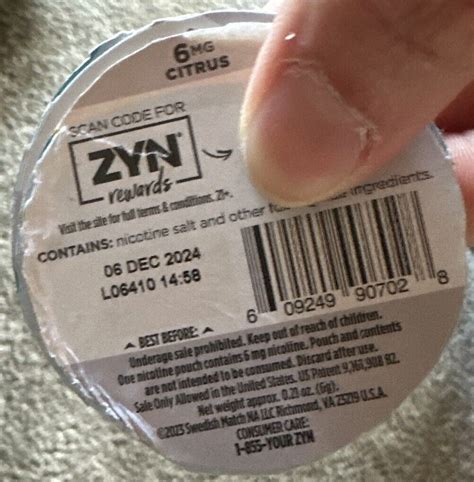 6MG
CITRUS
SCAN CODE FOR
ZYN
rewards
Visit the site for full terms & conditions. 21+.
CONTAINS: nicotine salt and other ingredients.
06 DEC 2024
L06410 14:58
6 09249 90702 8
BEST BEFORE:
Underage sale prohibited. Keep out of reach of children.
One nicotine pouch contains 6 mg nicotine. Pouch and contents
are not intended to be consumed. Discard after use.
Sale Only Allowed in the United States. US Patent 9,161,908 B2.
Net weight approx. 0.21 oz. (6g).
©2023 Swedish Match NA LLC Richmond, VA 23219 U.S.A.
CONSUMER CARE:
1-855-YOUR ZYN